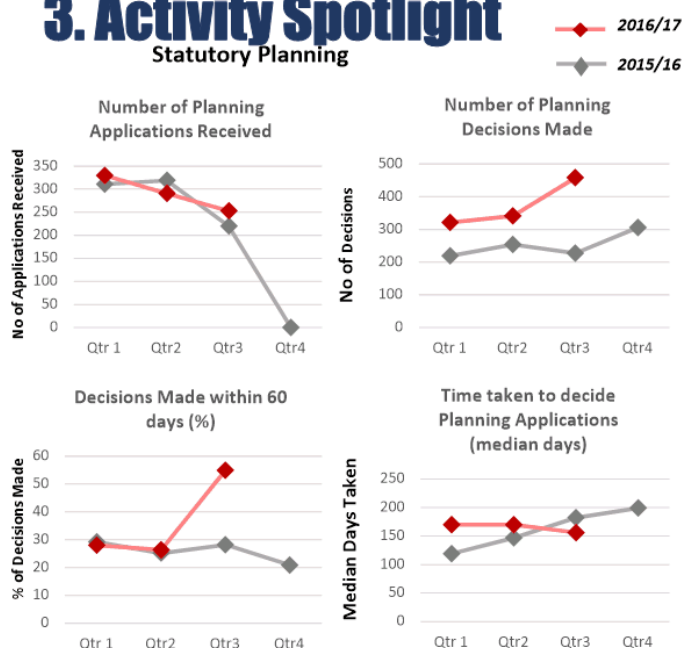 3. Activity Spotlight
Statutory Planning
2016/17
2015/16
Number of Planning
Applications Received
No of Applications Received
350
300
250
200
150
100
50
0
Qtr 1
Qtr2
Qtr3
Qtr4
Number of Planning
Decisions Made
No of Decisions
500
400
300
200
100
0
Qtr 1
Qtr2
Qtr3
Qtr4
Decisions Made within 60
days (%)
% of Decisions Made
60
50
40
30
20
10
0
Qtr 1
Qtr2
Qtr3
Qtr4
Time taken to decide
Planning Applications
(median days)
Median Days Taken
250
200
150
100
50
0
Qtr 1
Qtr2
Qtr3
Qtr4